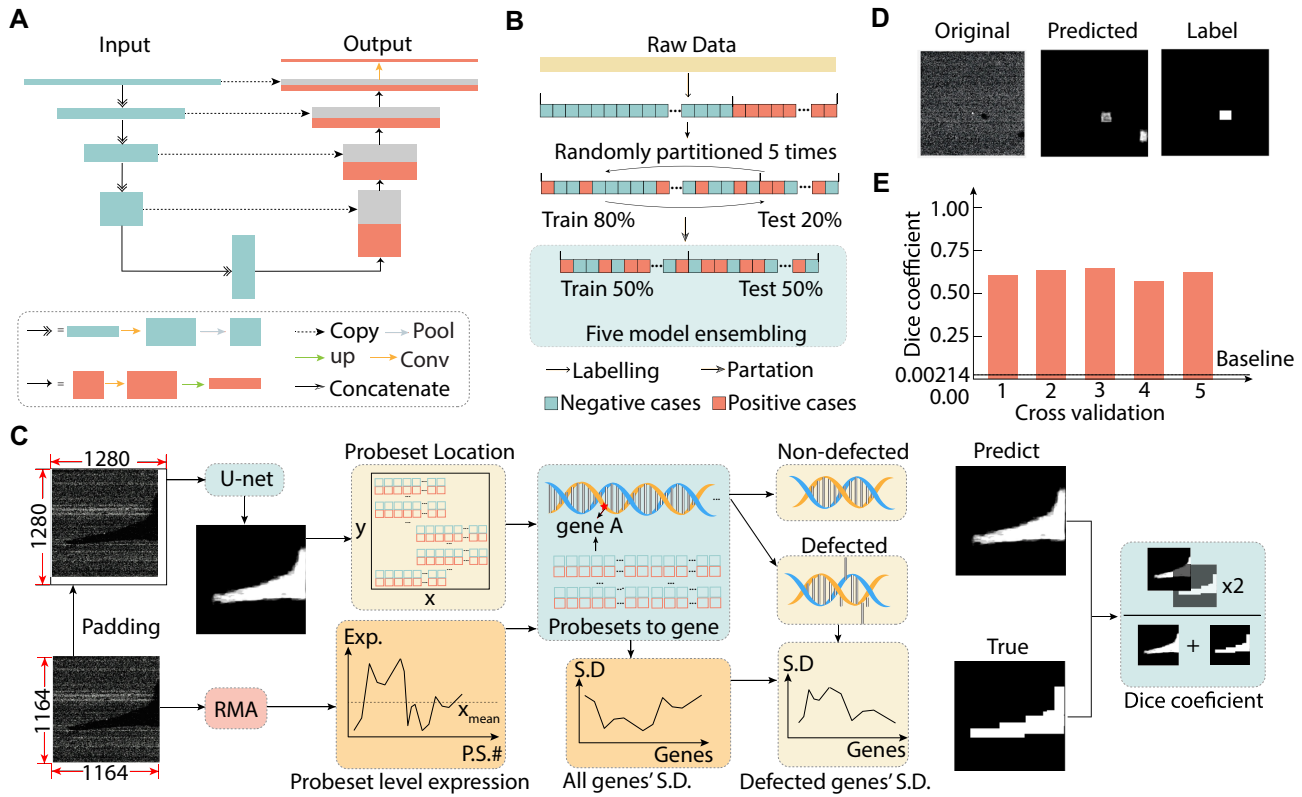 A
Input
Output
=
Copy
Pool
up
Conv
=
Concatenate
B
Raw Data
Randomly partitioned 5 times
Train 80%
Test 20%
Train 50%
Test 50%
Five model ensembling
Labelling
Partation
Negative cases
Positive cases
D
Original
Predicted
Label
E
Dice coefficient
1.00
0.75
0.50
0.25
0.00214
0.00
Baseline
1 2 3 4 5
Cross validation
C
1280
1280
Padding
1164
1164
U-net
RMA
Probeset Location
y
x
Exp.
xmean
P.S.#
Probeset level expression
gene A
Probesets to gene
S.D
Genes
All genes' S.D.
Non-defected
Defected
S.D
Genes
Defected genes' S.D.
Predict
True
x2
+
Dice coeficient